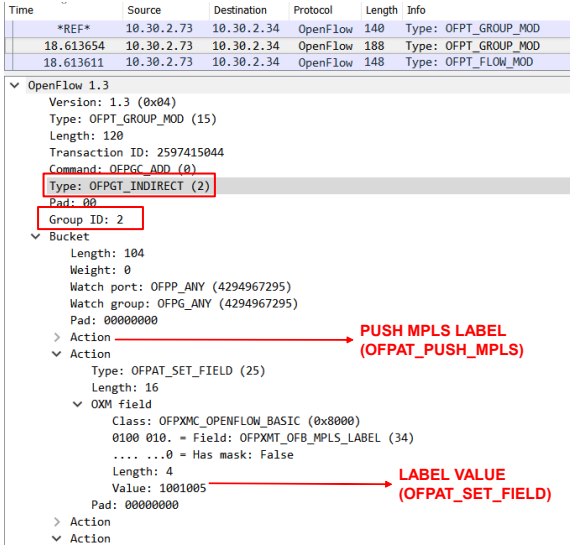 Time Source Destination Protocol Length Info
*REF* 10.30.2.73 10.30.2.34 OpenFlow 140 Type: OFPT_GROUP_MOD
18.613654 10.30.2.73 10.30.2.34 OpenFlow 188 Type: OFPT_GROUP_MOD
18.613611 10.30.2.73 10.30.2.34 OpenFlow 148 Type: OFPT_FLOW_MOD
OpenFlow 1.3
Version: 1.3 (0x04)
Type: OFPT_GROUP_MOD (15)
Length: 120
Transaction ID: 2597415044
Command: OFPGC_ADD (0)
Type: OFPGT_INDIRECT (2)
Pad: 00
Group ID: 2
Bucket
Length: 104
Weight: 0
Watch port: OFPP_ANY (4294967295)
Watch group: OFPG_ANY (4294967295)
Pad: 00000000
Action
PUSH MPLS LABEL
(OFPAT_PUSH_MPLS)
Action
Type: OFPAT_SET_FIELD (25)
Length: 16
OXM field
Class: OFPXMC_OPENFLOW_BASIC (0x8000)
0100 010. = Field: OFPXMT_OFB_MPLS_LABEL (34)
.... ...0 = Has mask: False
Length: 4
Value: 1001005
LABEL VALUE
(OFPAT_SET_FIELD)
Pad: 00000000
Action
Action